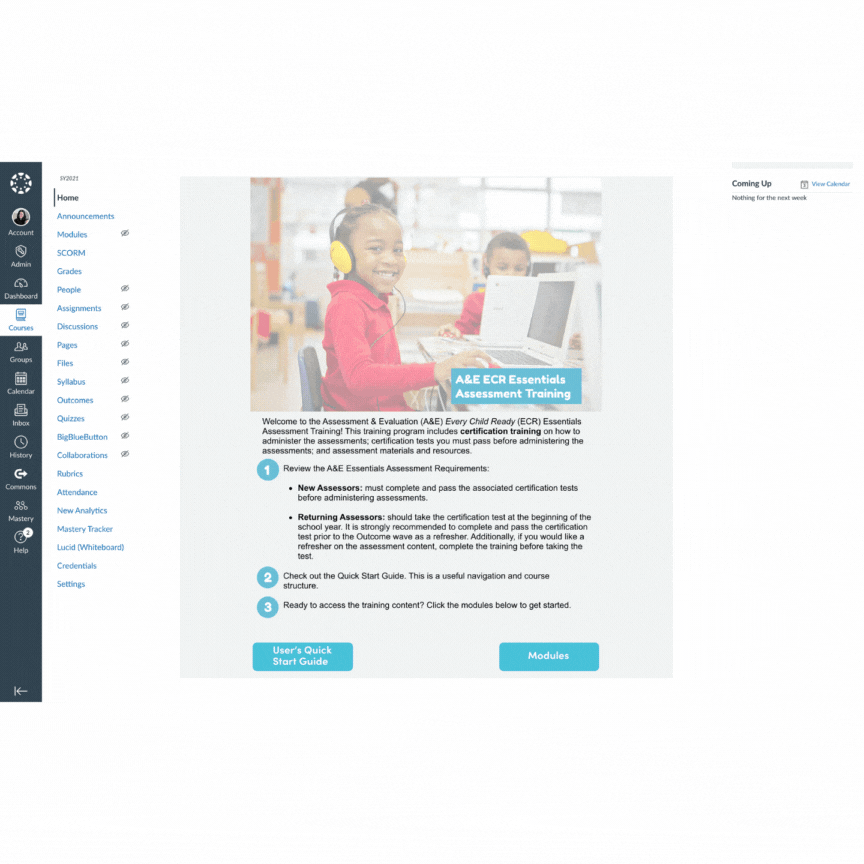 Account
Admin
Dashboard
Courses
Groups
Calendar
Inbox
History
Commons
Mastery
Help
SY2021
Home
Announcements
Modules
SCORM
Grades
People
Assignments
Discussions
Pages
Files
Syllabus
Outcomes
Quizzes
BigBlueButton
Collaborations
Rubrics
Attendance
New Analytics
Mastery Tracker
Lucid (Whiteboard)
Credentials
Settings
A&E ECR Essentials
Assessment Training
Welcome to the Assessment & Evaluation (A&E) Every Child Ready (ECR) Essentials
Assessment Training! This training program includes certification training on how to
administer the assessments; certification tests you must pass before administering the
assessments; and assessment materials and resources.
1 Review the A&E Essentials Assessment Requirements:
• New Assessors: must complete and pass the associated certification tests
before administering assessments.
• Returning Assessors: should take the certification test at the beginning of the
school year. It is strongly recommended to complete and pass the certification
test prior to the Outcome wave as a refresher. Additionally, if you would like a
refresher on the assessment content, complete the training before taking the
test.
2 Check out the Quick Start Guide. This is a useful navigation and course
structure.
3 Ready to access the training content? Click the modules below to get started.
User's Quick
Start Guide
Modules
Coming Up
View Calendar
Nothing for the next week